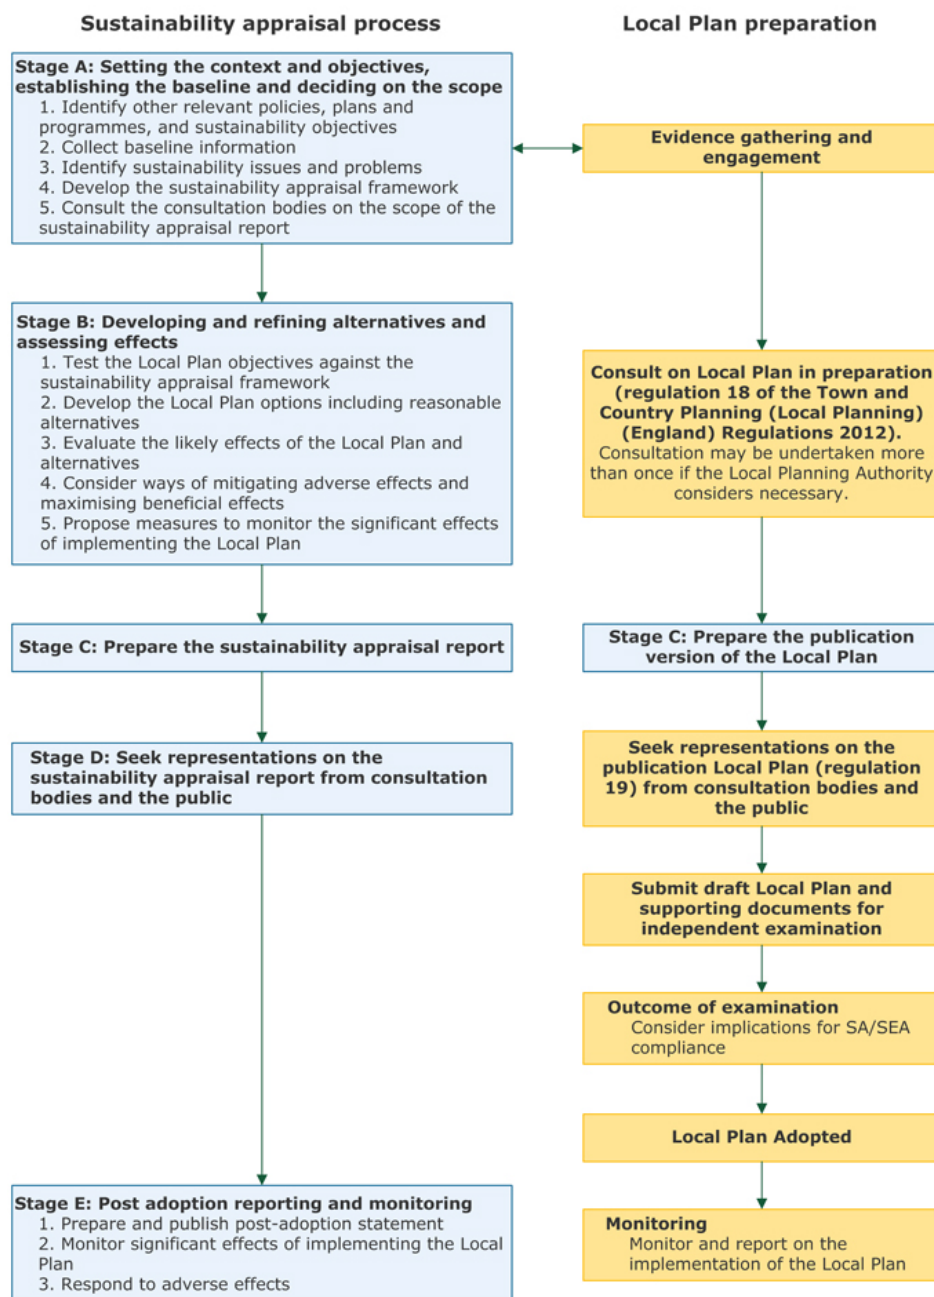 Sustainability appraisal process
Local Plan preparation
Stage A: Setting the context and objectives,
establishing the baseline and deciding on the scope
1. Identify other relevant policies, plans and
programmes, and sustainability objectives
2. Collect baseline information
3. Identify sustainability issues and problems
4. Develop the sustainability appraisal framework
5. Consult the consultation bodies on the scope of the
sustainability appraisal report
Evidence gathering and
engagement
Stage B: Developing and refining alternatives and
assessing effects
1. Test the Local Plan objectives against the
sustainability appraisal framework
2. Develop the Local Plan options including reasonable
alternatives
3. Evaluate the likely effects of the Local Plan and
alternatives
4. Consider ways of mitigating adverse effects and
maximising beneficial effects
5. Propose measures to monitor the significant effects
of implementing the Local Plan
Consult on Local Plan in preparation
(regulation 18 of the Town and
Country Planning (Local Planning)
(England) Regulations 2012).
Consultation may be undertaken more
than once if the Local Planning Authority
considers necessary.
Stage C: Prepare the sustainability appraisal report
Stage C: Prepare the publication
version of the Local Plan
Stage D: Seek representations on the
sustainability appraisal report from consultation
bodies and the public
Seek representations on the
publication Local Plan (regulation
19) from consultation bodies and
the public
Submit draft Local Plan and
supporting documents for
independent examination
Outcome of examination
Consider implications for SA/SEA
compliance
Local Plan Adopted
Stage E: Post adoption reporting and monitoring
1. Prepare and publish post-adoption statement
2. Monitor significant effects of implementing the Local
Plan
3. Respond to adverse effects
Monitoring
Monitor and report on the
implementation of the Local Plan